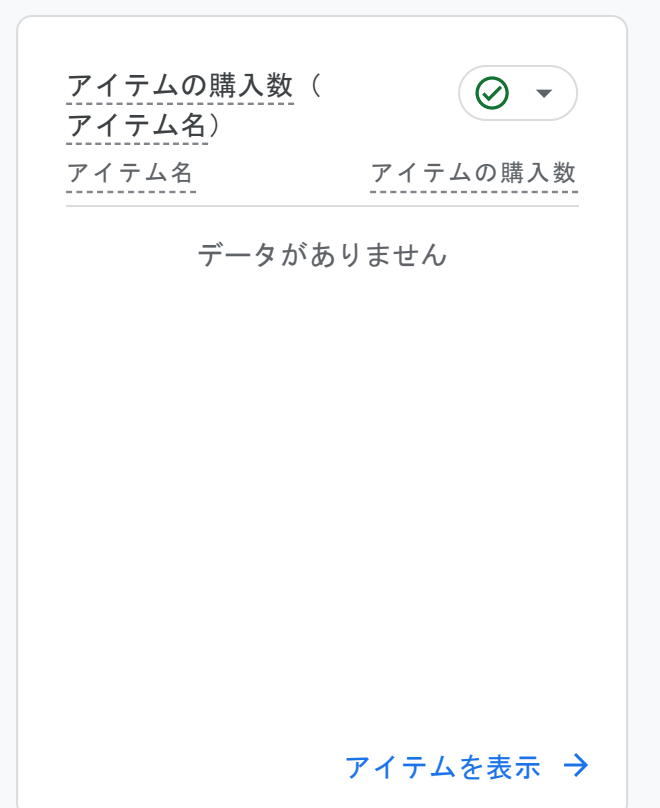 アイテムの購入数（
アイテム名）
アイテム名 アイテムの購入数
データがありません
アイテムを表示